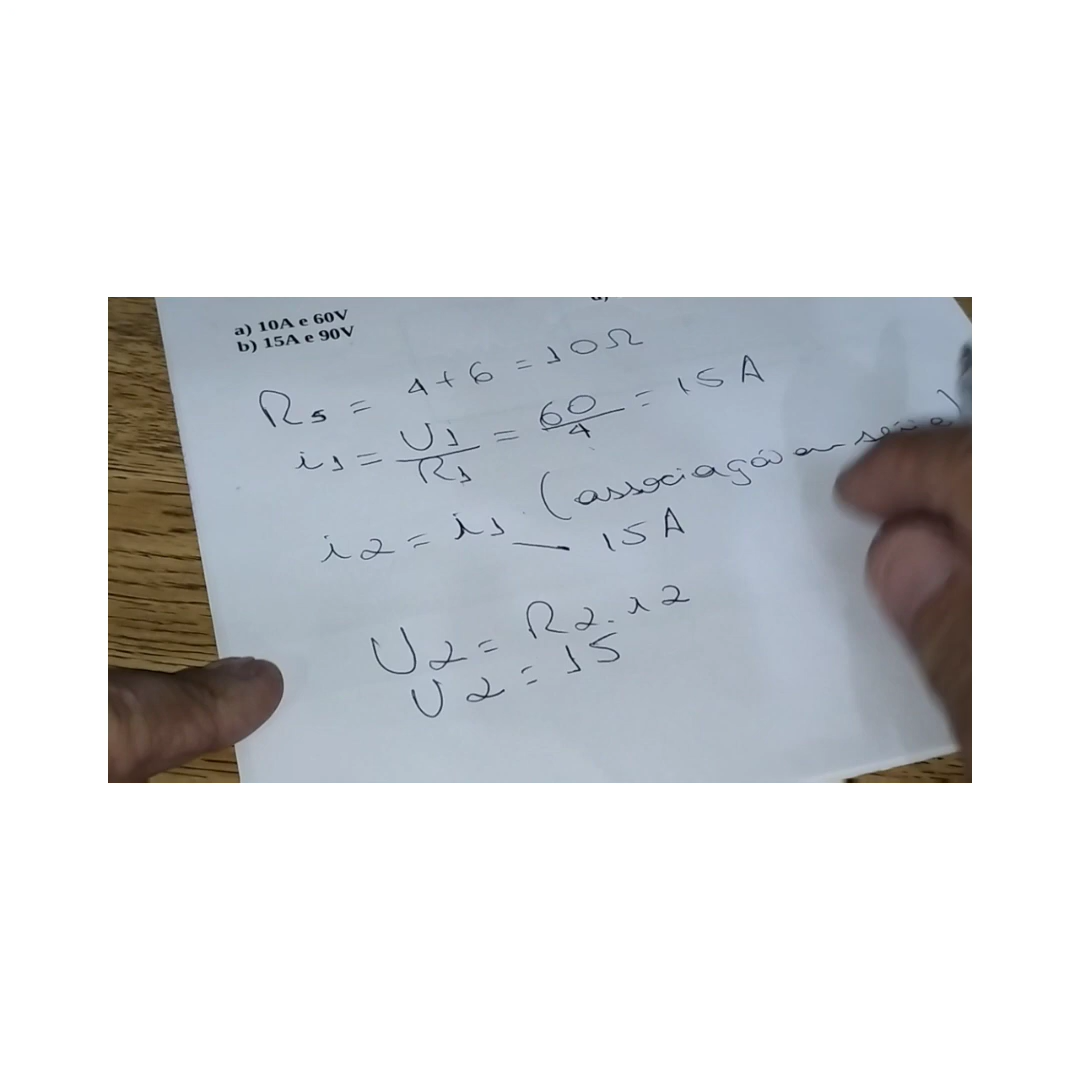 a) 10A e 60V
b) 15A e 90V
Rs = 4+6 = 10Ω
i1 = U1/R1 = 60/4 = 15 A
i2 = i1 (associação em série)
15 A
U2 = R2.i2
U2 = 15